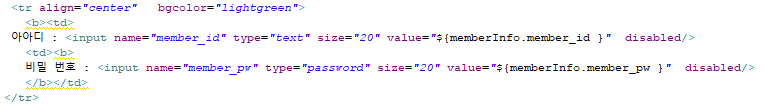 <tr align="center"   bgcolor="lightgreen">
<b><td>
아아디 : <input name="member_id" type="text" size="20" value="${memberInfo.member_id }"  disabled/>
<td><b>
비밀 번호 : <input name="member_pw" type="password" size="20" value="${memberInfo.member_pw }"  disabled/>
</b></td>
</tr>